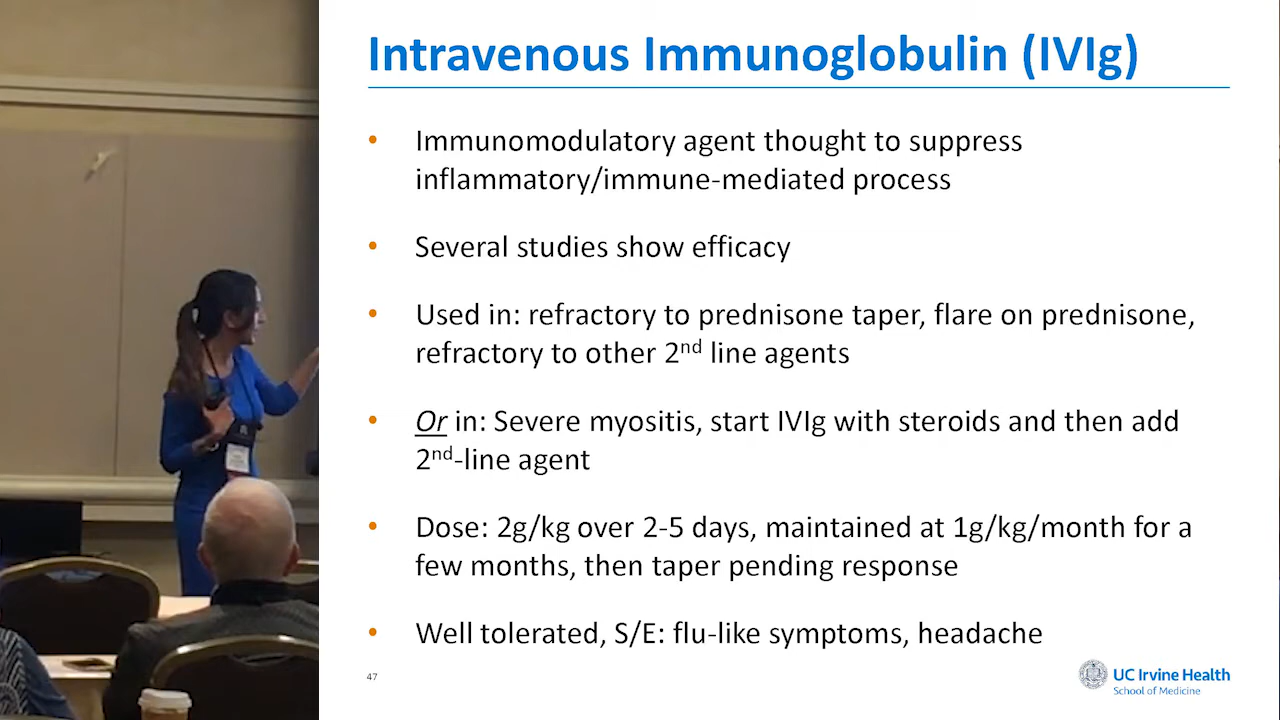 Intravenous Immunoglobulin (IVIg)
• Immunomodulatory agent thought to suppress
inflammatory/immune-mediated process
• Several studies show efficacy
• Used in: refractory to prednisone taper, flare on prednisone,
refractory to other 2nd line agents
• Or in: Severe myositis, start IVIg with steroids and then add
2nd-line agent
• Dose: 2g/kg over 2-5 days, maintained at 1g/kg/month for a
few months, then taper pending response
• Well tolerated, S/E: flu-like symptoms, headache
47
UC Irvine Health
School of Medicine